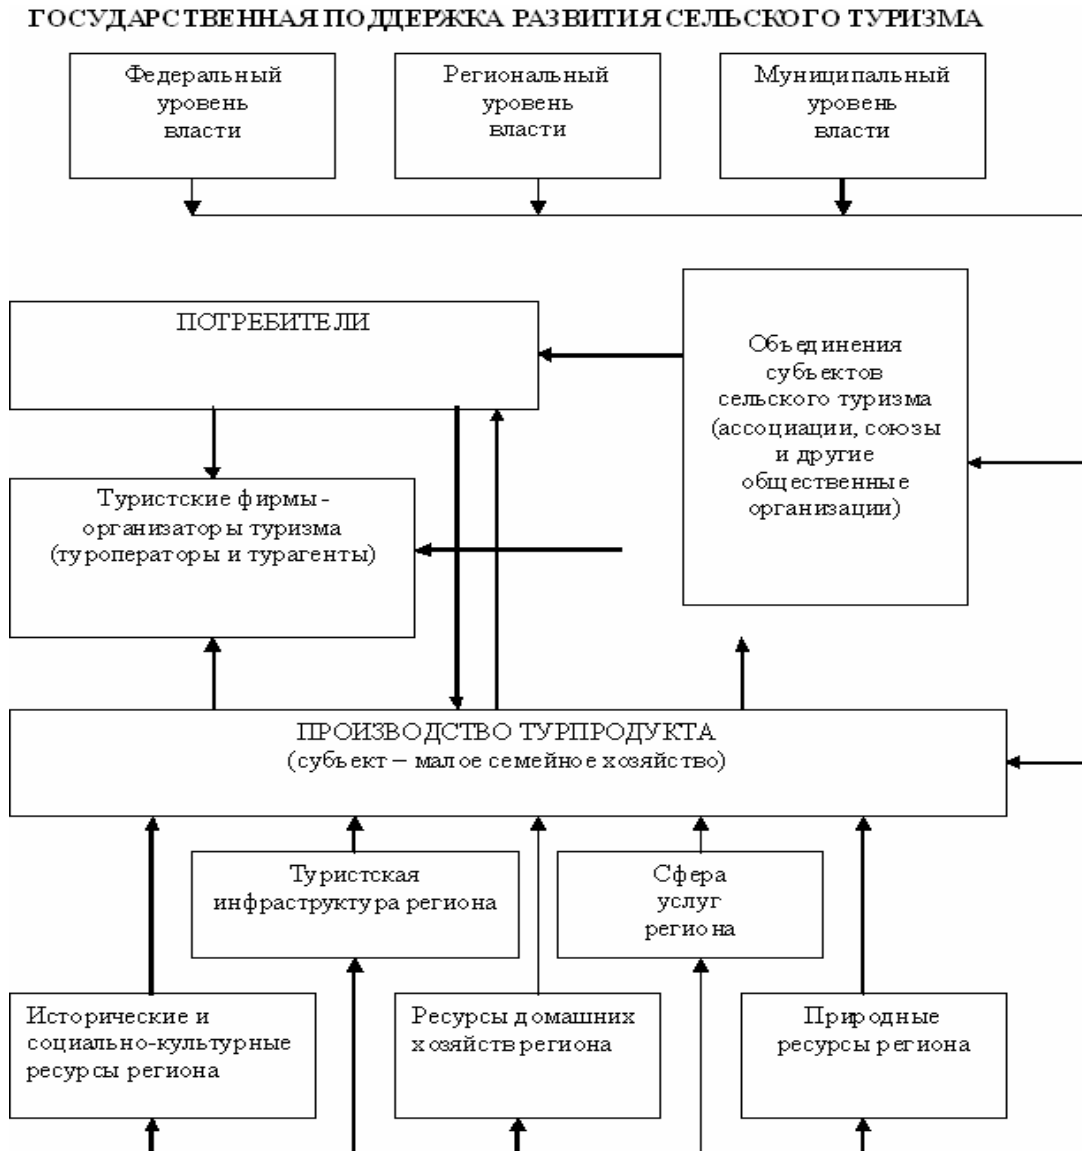 ГОСУДАРСТВЕННАЯ ПОДДЕРЖКА РАЗВИТИЯ СЕЛЬСКОГО ТУРИЗМА
Федеральный
уровень
власти
Региональный
уровень
власти
Муниципальный
уровень
власти
ПОТРЕБИТЕЛИ
Объединения
субъектов
сельского туризма
(ассоциации, союзы
и другие
общественные
организации)
Туристские фирмы-
организаторы туризма
(туроператоры и турагенты)
ПРОИЗВОДСТВО ТУРПРОДУКТА
(субъект – малое семейное хозяйство)
Туристская
инфраструктура региона
Сфера
услуг
региона
Исторические и
социально-культурные
ресурсы региона
Ресурсы домашних
хозяйств региона
Природные
ресурсы региона